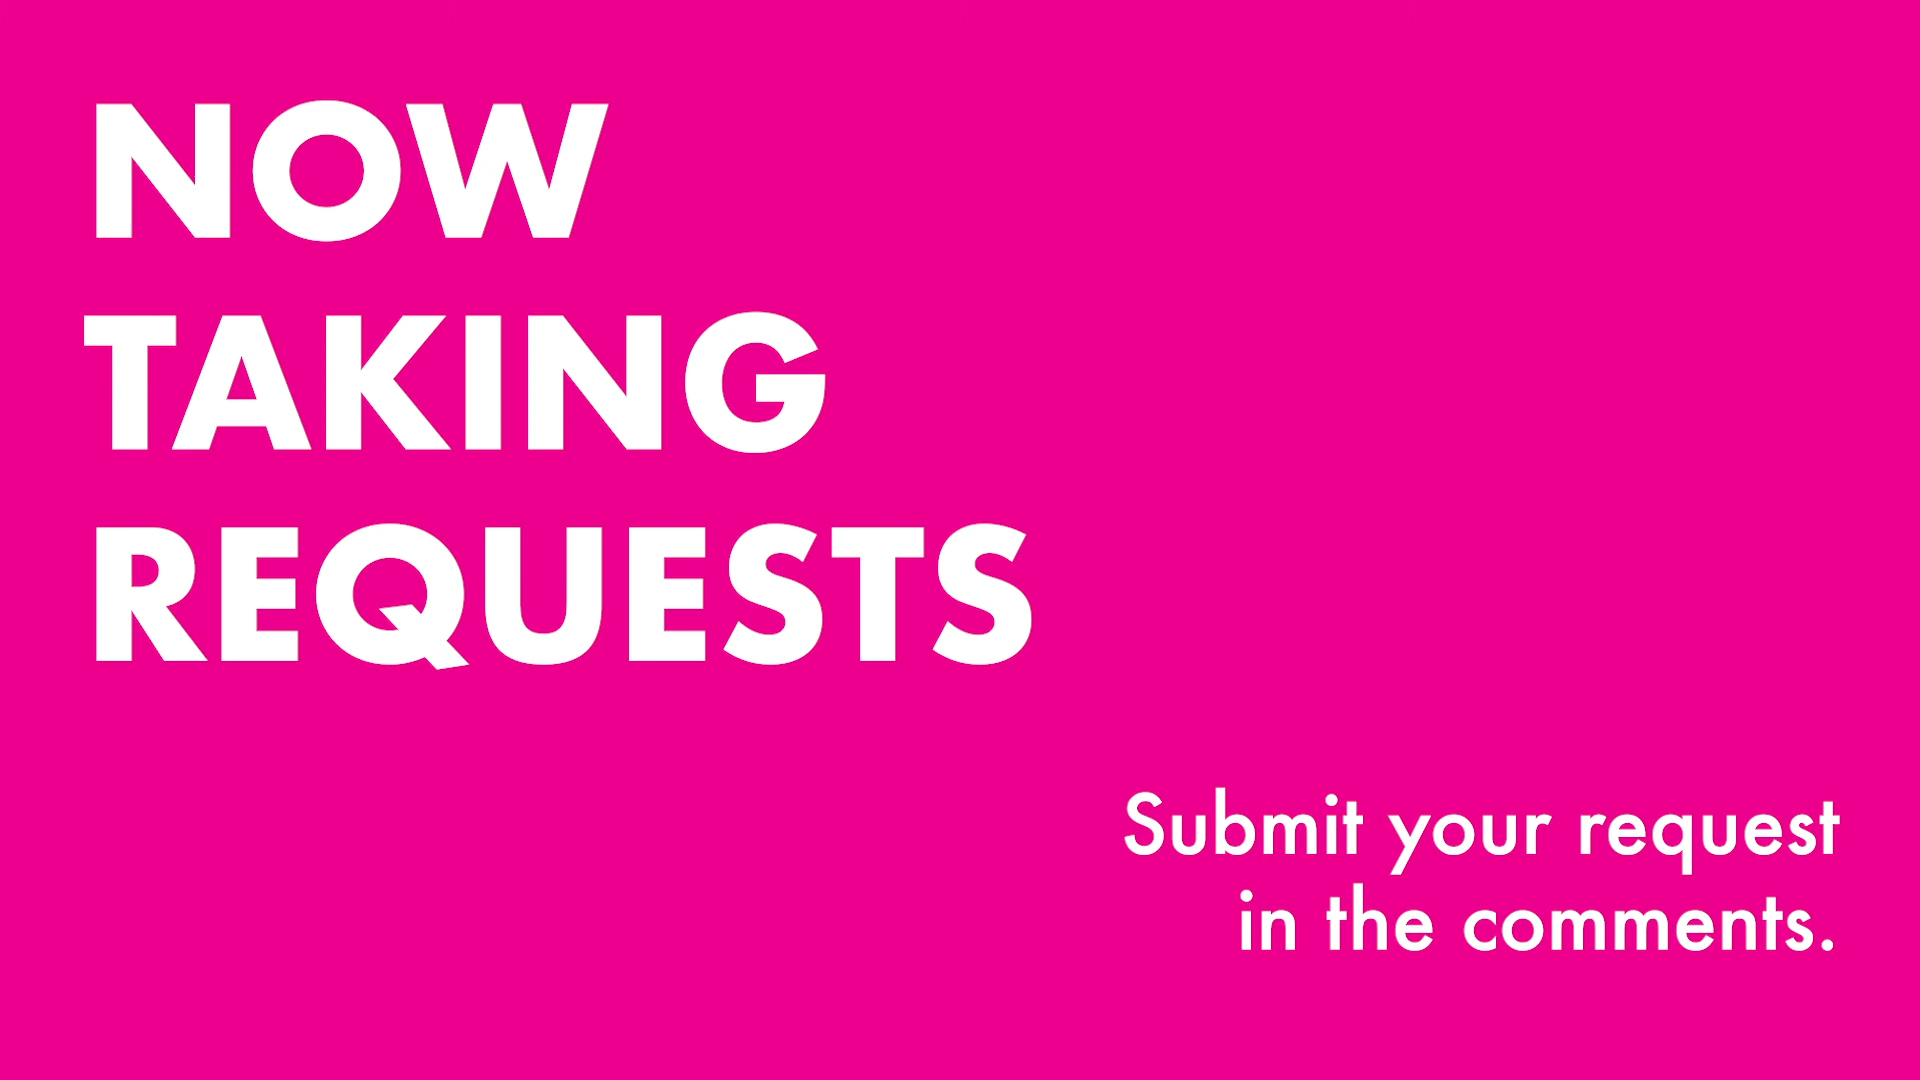 NOW
TAKING
REQUESTS
Submit your request
in the comments.